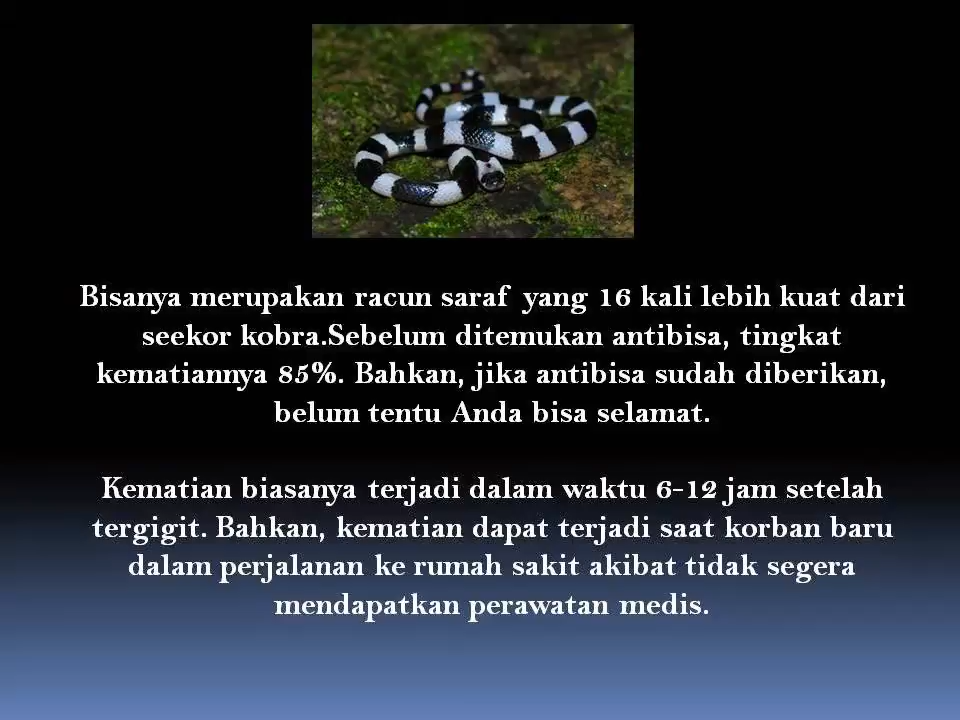 Bisanya merupakan racun saraf yang 16 kali lebih kuat dari
seekor kobra.Sebelum ditemukan antibisa, tingkat
kematiannya 85%. Bahkan, jika antibisa sudah diberikan,
belum tentu Anda bisa selamat.
Kematian biasanya terjadi dalam waktu 6-12 jam setelah
tergigit. Bahkan, kematian dapat terjadi saat korban baru
dalam perjalanan ke rumah sakit akibat tidak segera
mendapatkan perawatan medis.